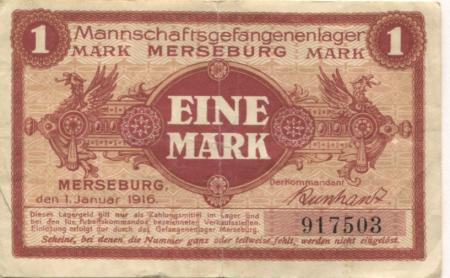 1 Mannschaftsgefangenenlager 1
MARK MERSEBURG MARK
EINE
MARK
MERSEBURG. Der Kommandant
den 1. Januar 1916.
Dieses Lagergeld gilt nur als Zahlungsmittel im Lager und
bei den für Arbeitskommandos bezeichneten Verkaufsstellen.
Einlösung erfolgt nur durch das Gefangenenlager Merseburg.
917503
Scheine, bei denen die Nummer ganz oder teilweise fehlt, werden nicht eingelöst.